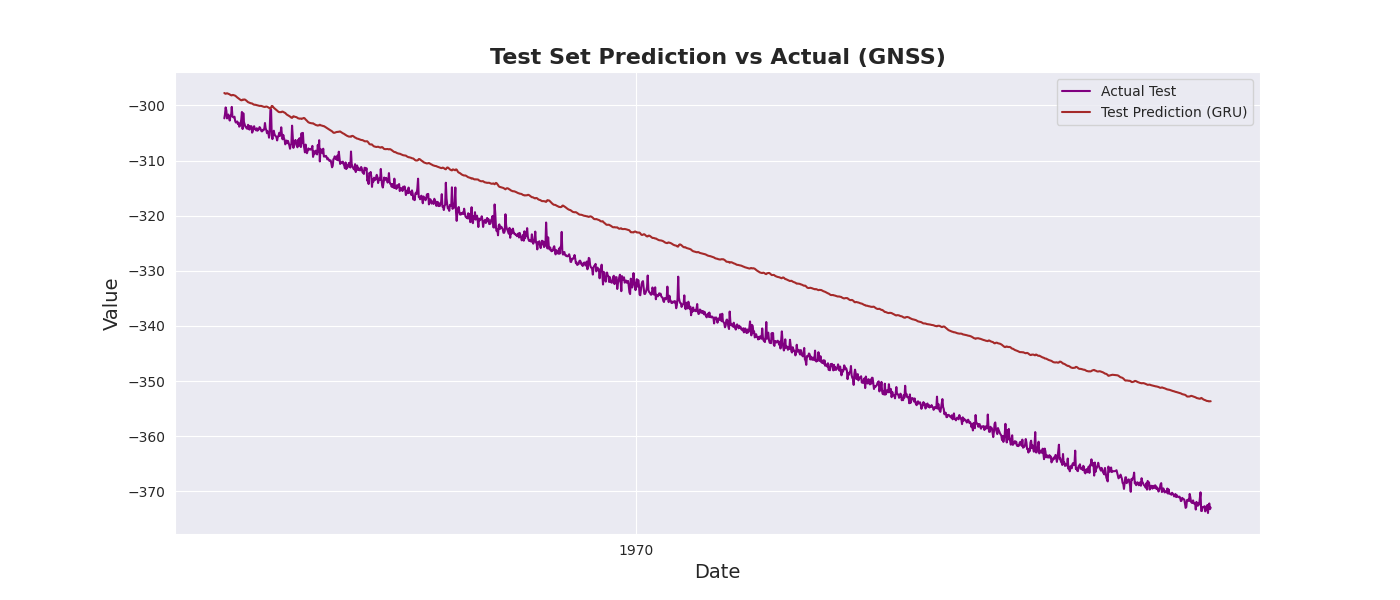 Test Set Prediction vs Actual (GNSS)
Actual Test
Test Prediction (GRU)
Value
−300
−310
−320
−330
−340
−350
−360
−370
1970
Date